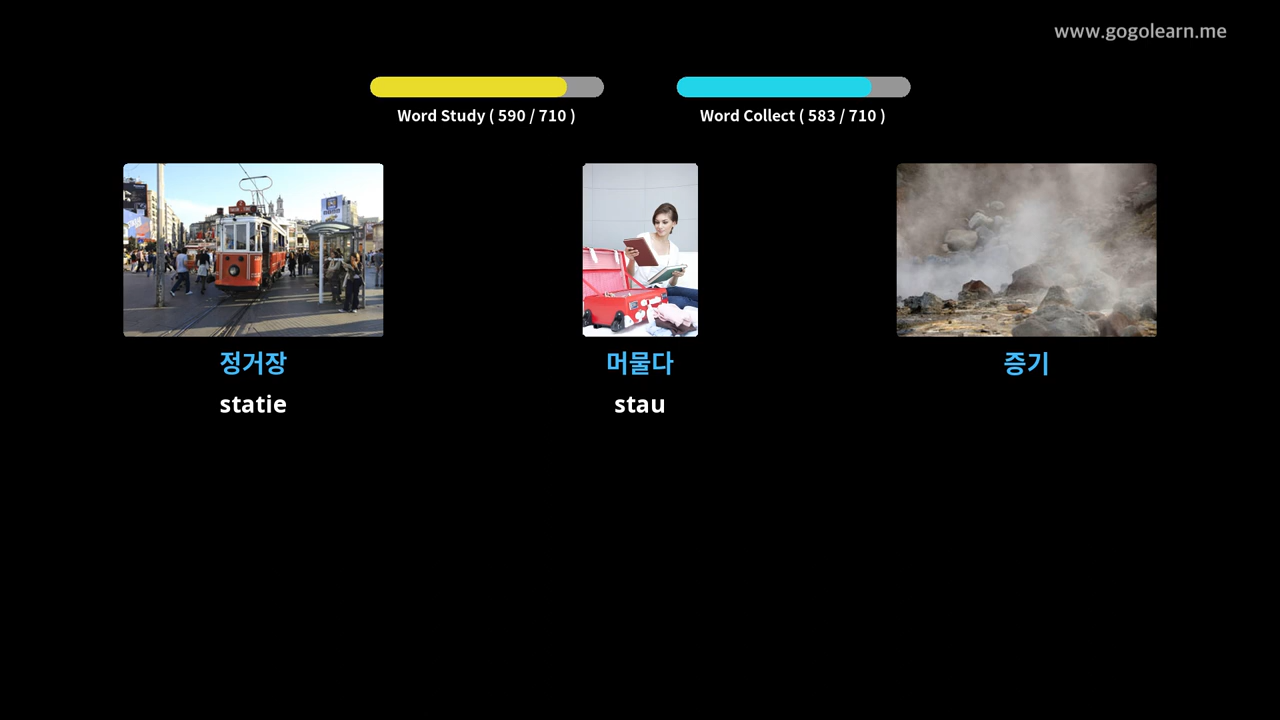 www.gogolearn.me
Word Study ( 590 / 710 )
Word Collect ( 583 / 710 )
정거장
머물다
증기
statie
stau